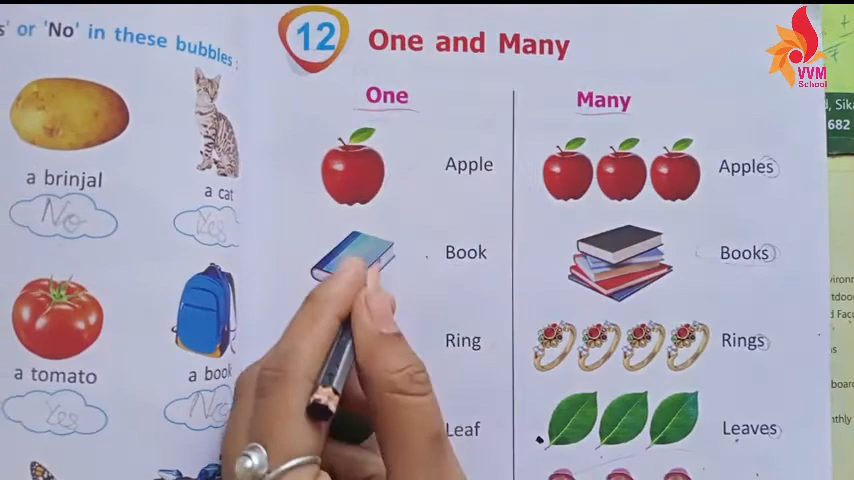 s' or 'No' in these bubbles :
a brinjal
No
a cat
Yes
a tomato
Yes
a book
No
12 One and Many
One
Many
Apple
Apples
Book
Books
Ring
Rings
Leaf
Leaves
VVM
School
, Sika
682